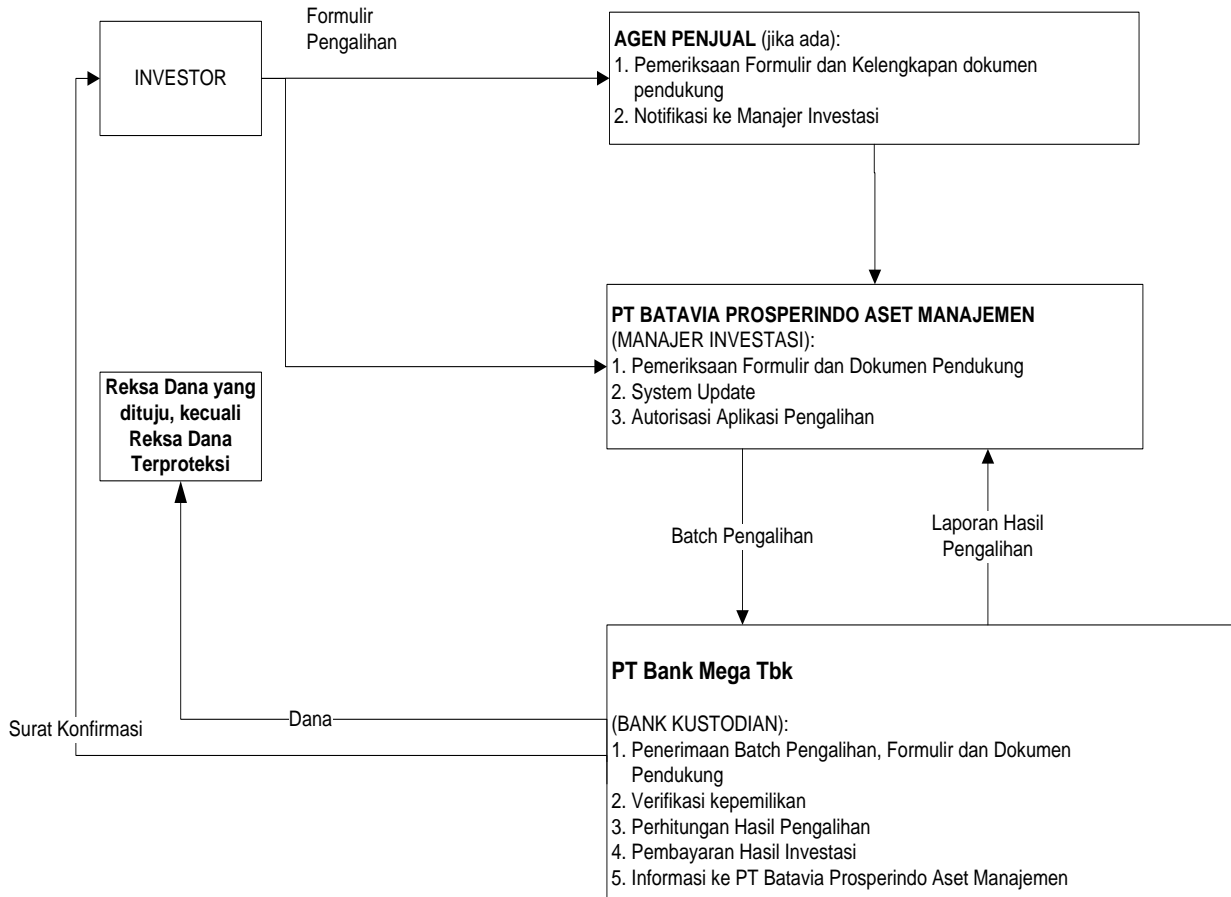 Formulir
Pengalihan
INVESTOR
AGEN PENJUAL (jika ada):
1. Pemeriksaan Formulir dan Kelengkapan dokumen
pendukung
2. Notifikasi ke Manajer Investasi
PT BATAVIA PROSPERINDO ASET MANAJEMEN
(MANAJER INVESTASI):
1. Pemeriksaan Formulir dan Dokumen Pendukung
2. System Update
3. Autorisasi Aplikasi Pengalihan
Reksa Dana yang
dituju, kecuali
Reksa Dana
Terproteksi
Batch Pengalihan
Laporan Hasil
Pengalihan
PT Bank Mega Tbk
(BANK KUSTODIAN):
1. Penerimaan Batch Pengalihan, Formulir dan Dokumen
Pendukung
2. Verifikasi kepemilikan
3. Perhitungan Hasil Pengalihan
4. Pembayaran Hasil Investasi
5. Informasi ke PT Batavia Prosperindo Aset Manajemen
Dana
Surat Konfirmasi